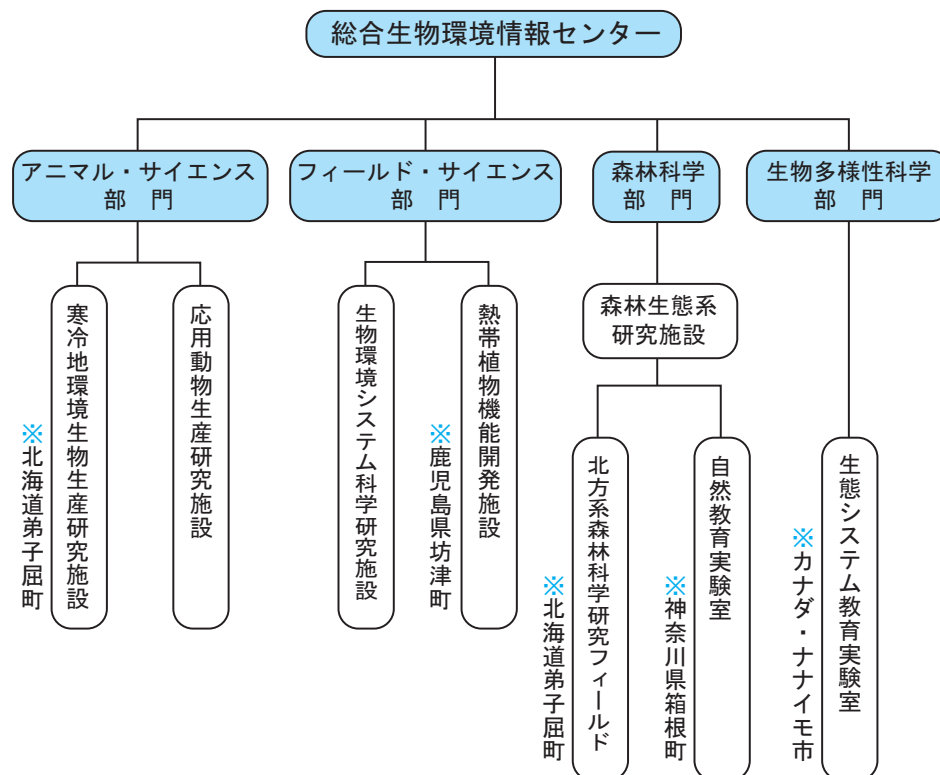 総合生物環境情報センター
アニマル・サイエンス
部　門
フィールド・サイエンス
部　門
森林科学
部　門
生物多様性科学
部　門
寒冷地環境生物生産研究施設
※北海道弟子屈町
応用動物生産研究施設
生物環境システム科学研究施設
熱帯植物機能開発施設
※鹿児島県坊津町
森林生態系
研究施設
北方系森林科学研究フィールド
※北海道弟子屈町
自然教育実験室
※神奈川県箱根町
生態システム教育実験室
※カナダ・ナナイモ市